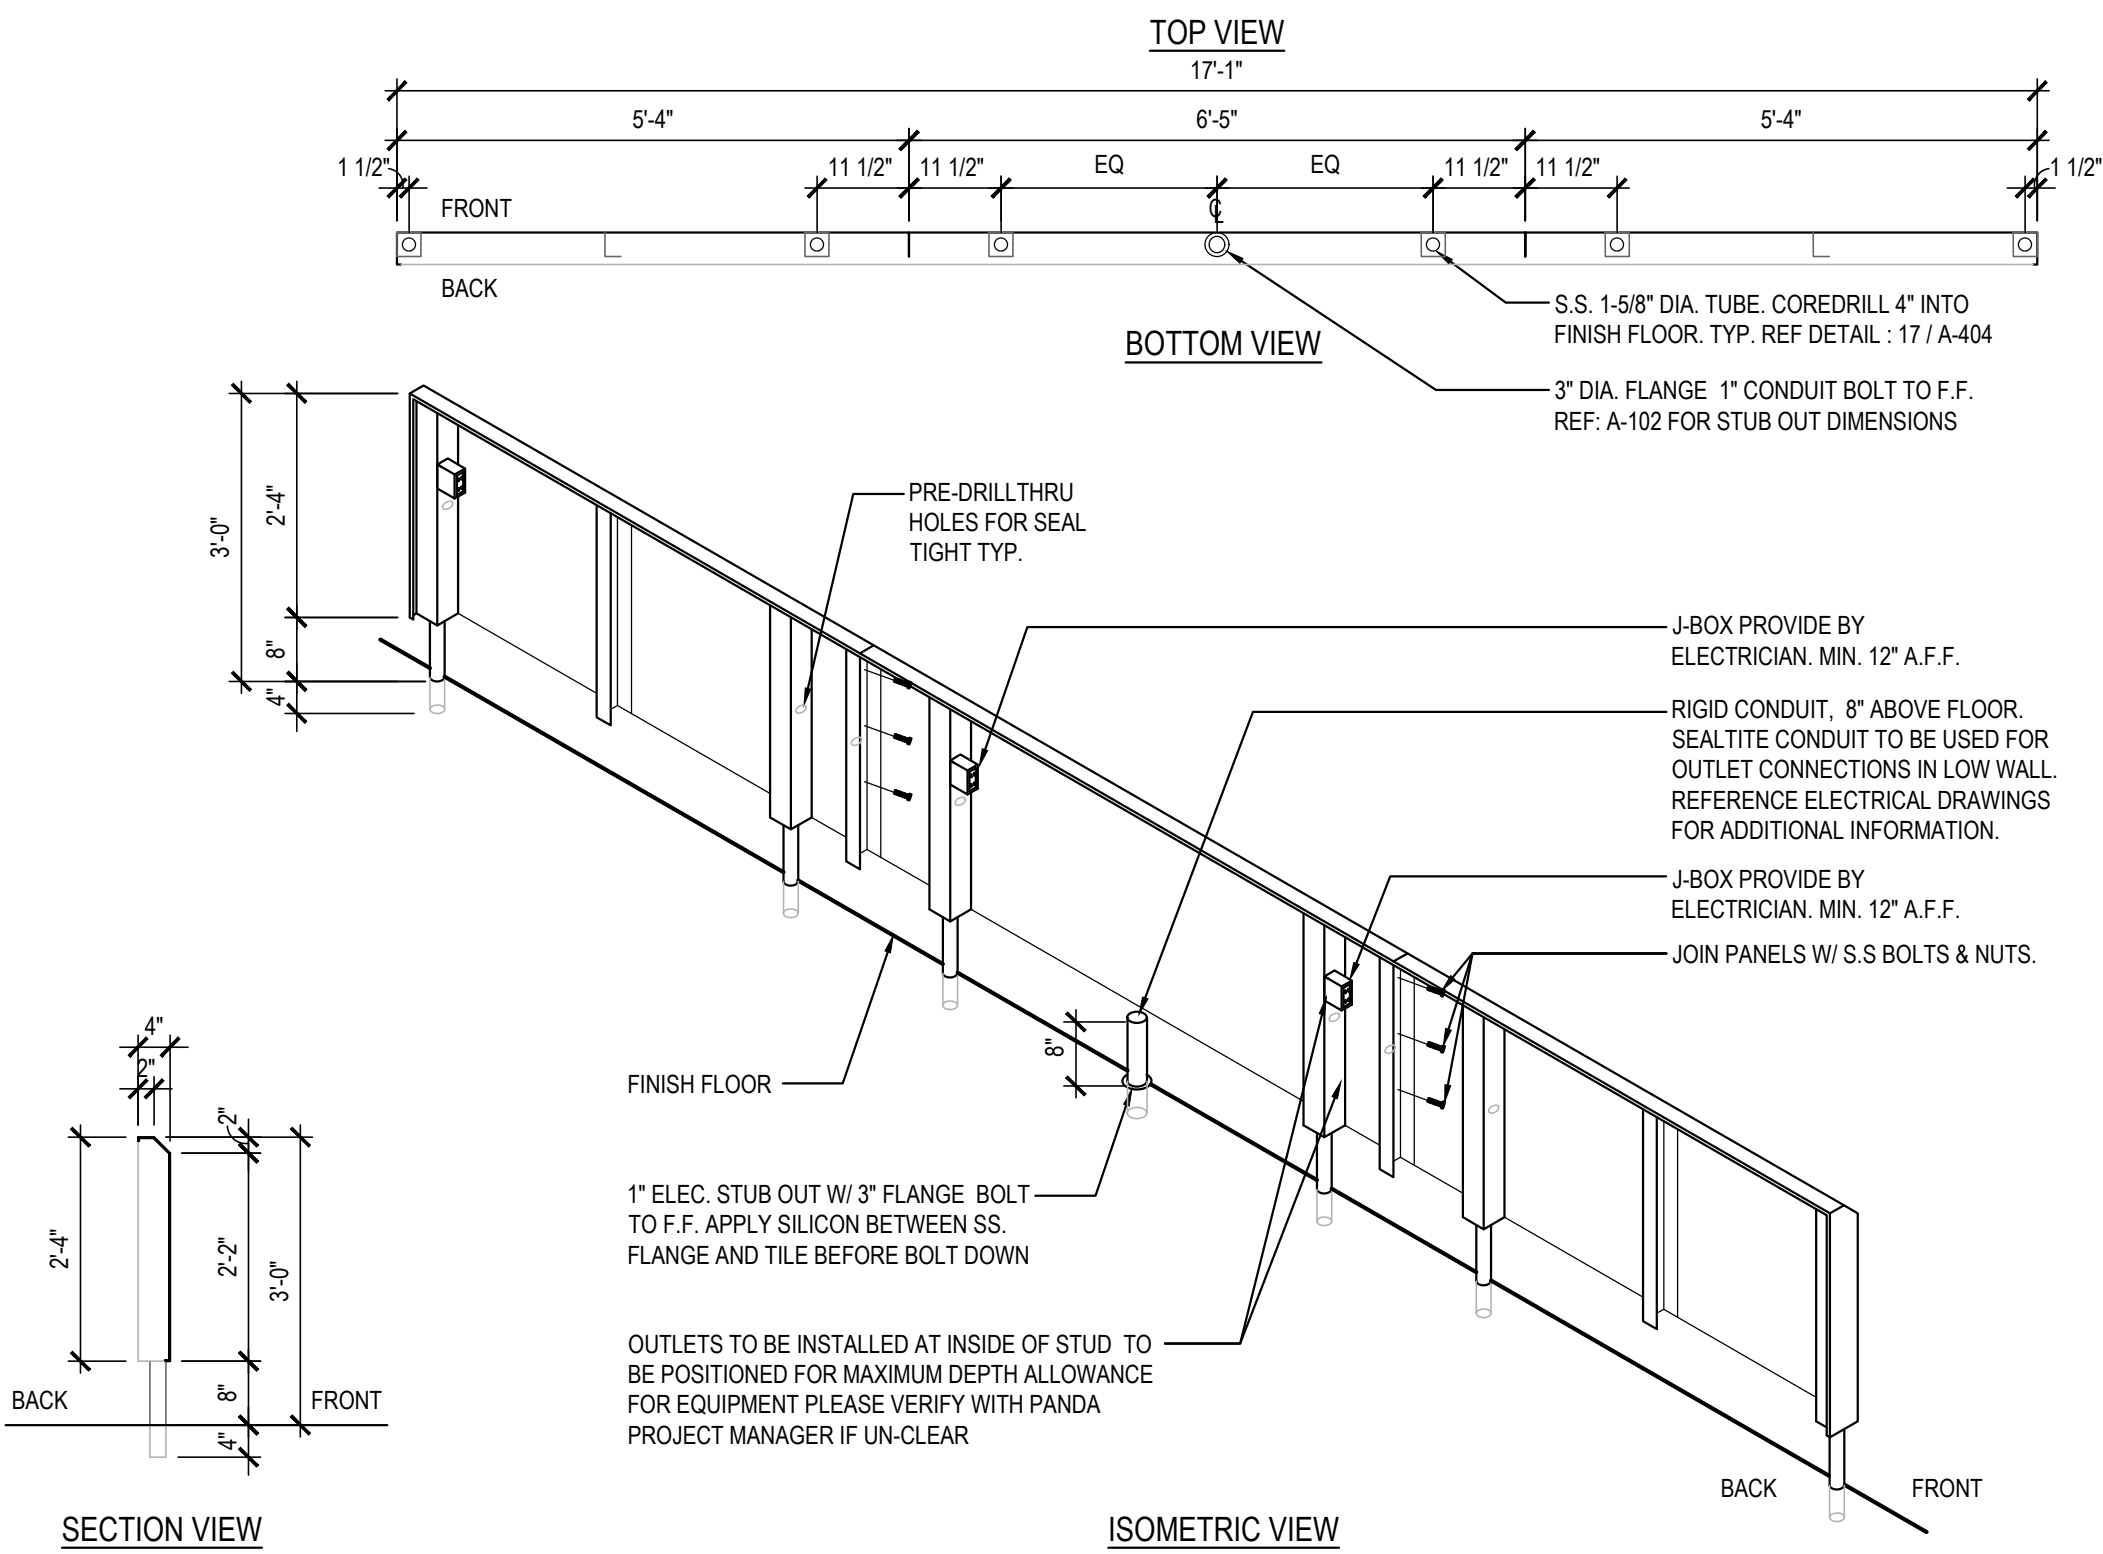 TOP VIEW
17'-1"
5'-4"
6'-5"
5'-4"
1 1/2"
11 1/2"
11 1/2"
EQ
EQ
11 1/2"
11 1/2"
1 1/2"
FRONT
CL
BACK
BOTTOM VIEW
S.S. 1-5/8" DIA. TUBE. COREDRILL 4" INTO
FINISH FLOOR. TYP. REF DETAIL : 17 / A-404
3" DIA. FLANGE 1" CONDUIT BOLT TO F.F.
REF: A-102 FOR STUB OUT DIMENSIONS
3'-0"
2'-4"
8"
4"
PRE-DRILLTHRU
HOLES FOR SEAL
TIGHT TYP.
J-BOX PROVIDE BY
ELECTRICIAN. MIN. 12" A.F.F.
RIGID CONDUIT, 8" ABOVE FLOOR.
SEALTITE CONDUIT TO BE USED FOR
OUTLET CONNECTIONS IN LOW WALL.
REFERENCE ELECTRICAL DRAWINGS
FOR ADDITIONAL INFORMATION.
J-BOX PROVIDE BY
ELECTRICIAN. MIN. 12" A.F.F.
JOIN PANELS W/ S.S BOLTS & NUTS.
8"
FINISH FLOOR
1" ELEC. STUB OUT W/ 3" FLANGE BOLT
TO F.F. APPLY SILICON BETWEEN SS.
FLANGE AND TILE BEFORE BOLT DOWN
OUTLETS TO BE INSTALLED AT INSIDE OF STUD TO
BE POSITIONED FOR MAXIMUM DEPTH ALLOWANCE
FOR EQUIPMENT PLEASE VERIFY WITH PANDA
PROJECT MANAGER IF UN-CLEAR
BACK
FRONT
ISOMETRIC VIEW
4"
2"
2"
2'-4"
2'-2"
3'-0"
8"
4"
BACK
FRONT
SECTION VIEW